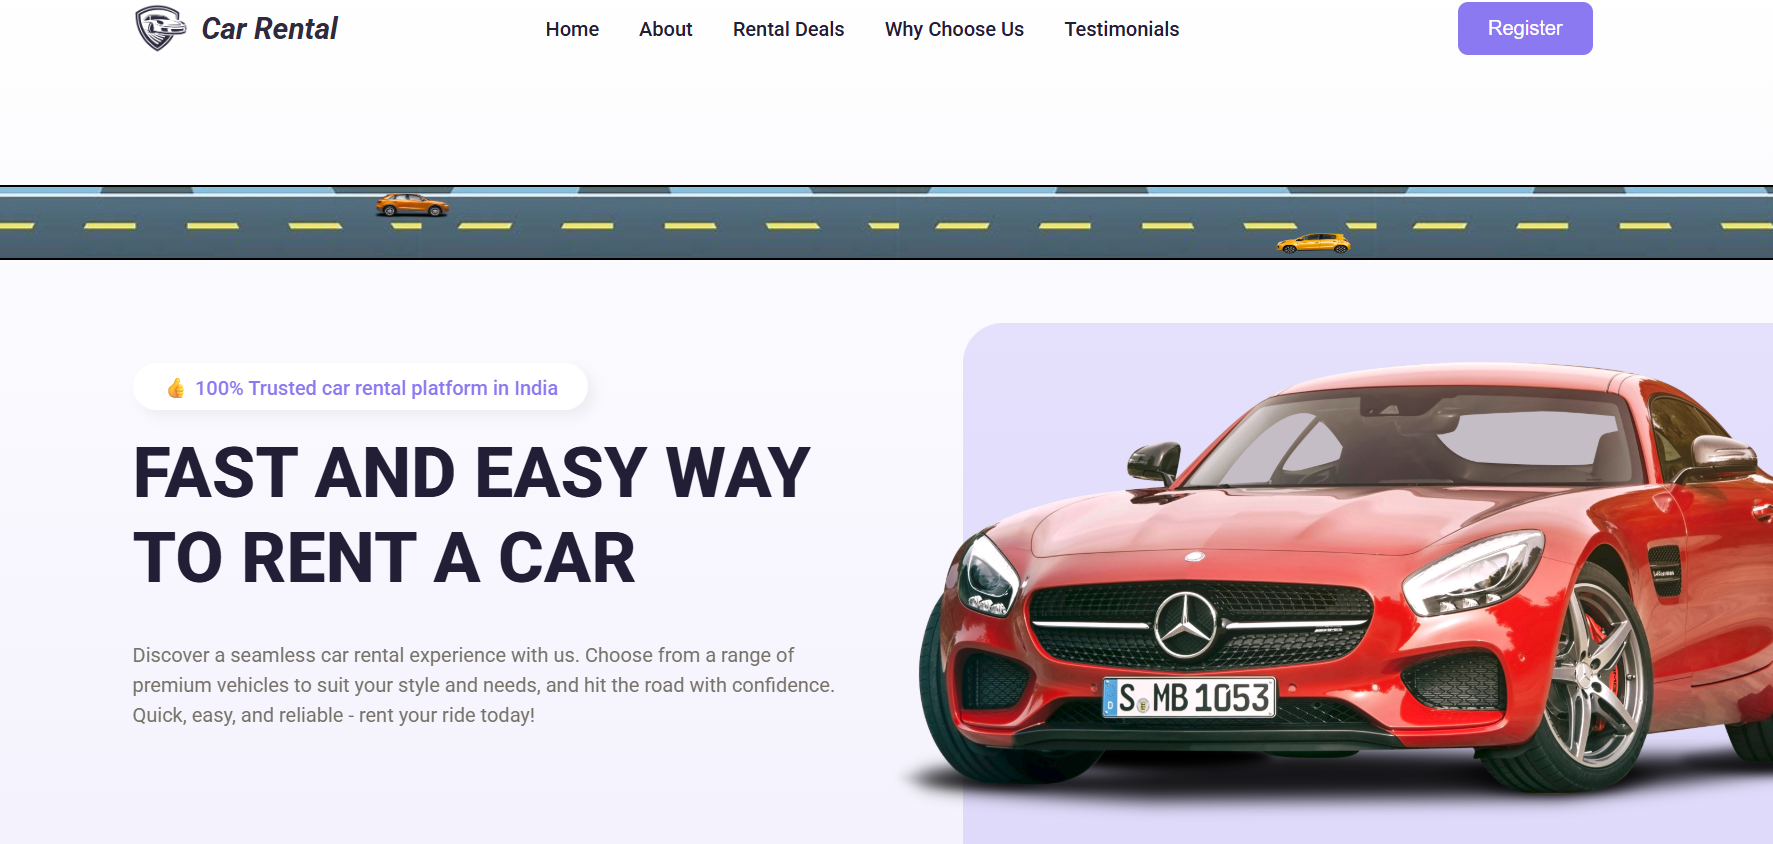 Car Rental
Home About Rental Deals Why Choose Us Testimonials
Register
👍 100% Trusted car rental platform in India
FAST AND EASY WAY
TO RENT A CAR
Discover a seamless car rental experience with us. Choose from a range of
premium vehicles to suit your style and needs, and hit the road with confidence.
Quick, easy, and reliable - rent your ride today!
D S MB 1053